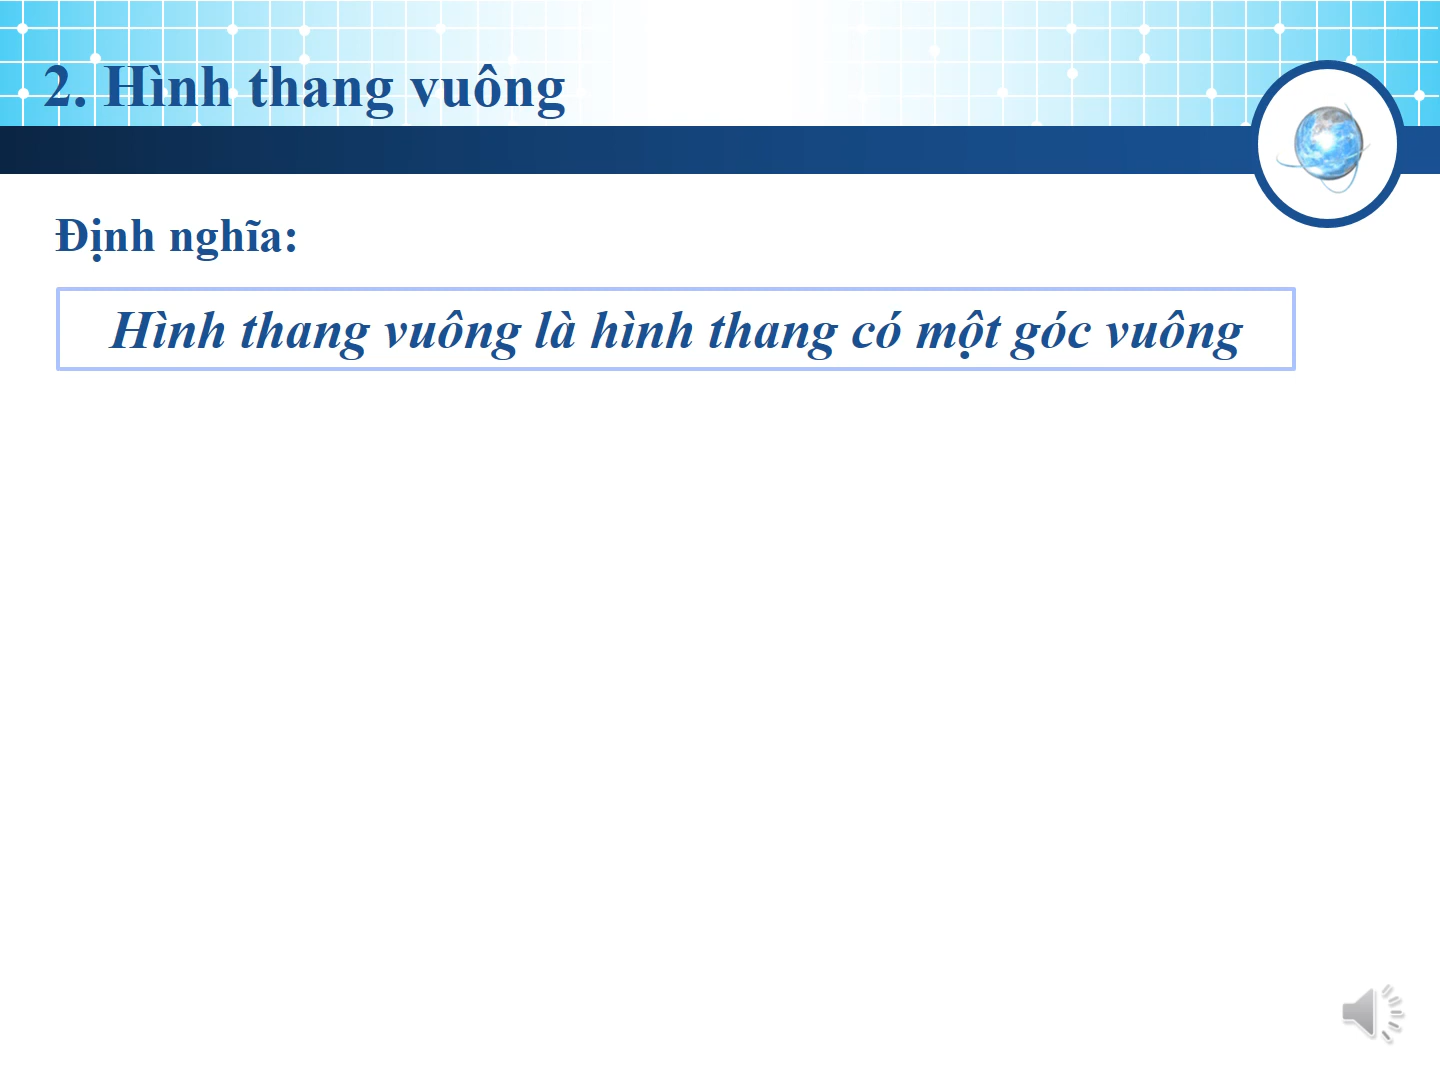 2. Hình thang vuông
Định nghĩa:
Hình thang vuông là hình thang có một góc vuông